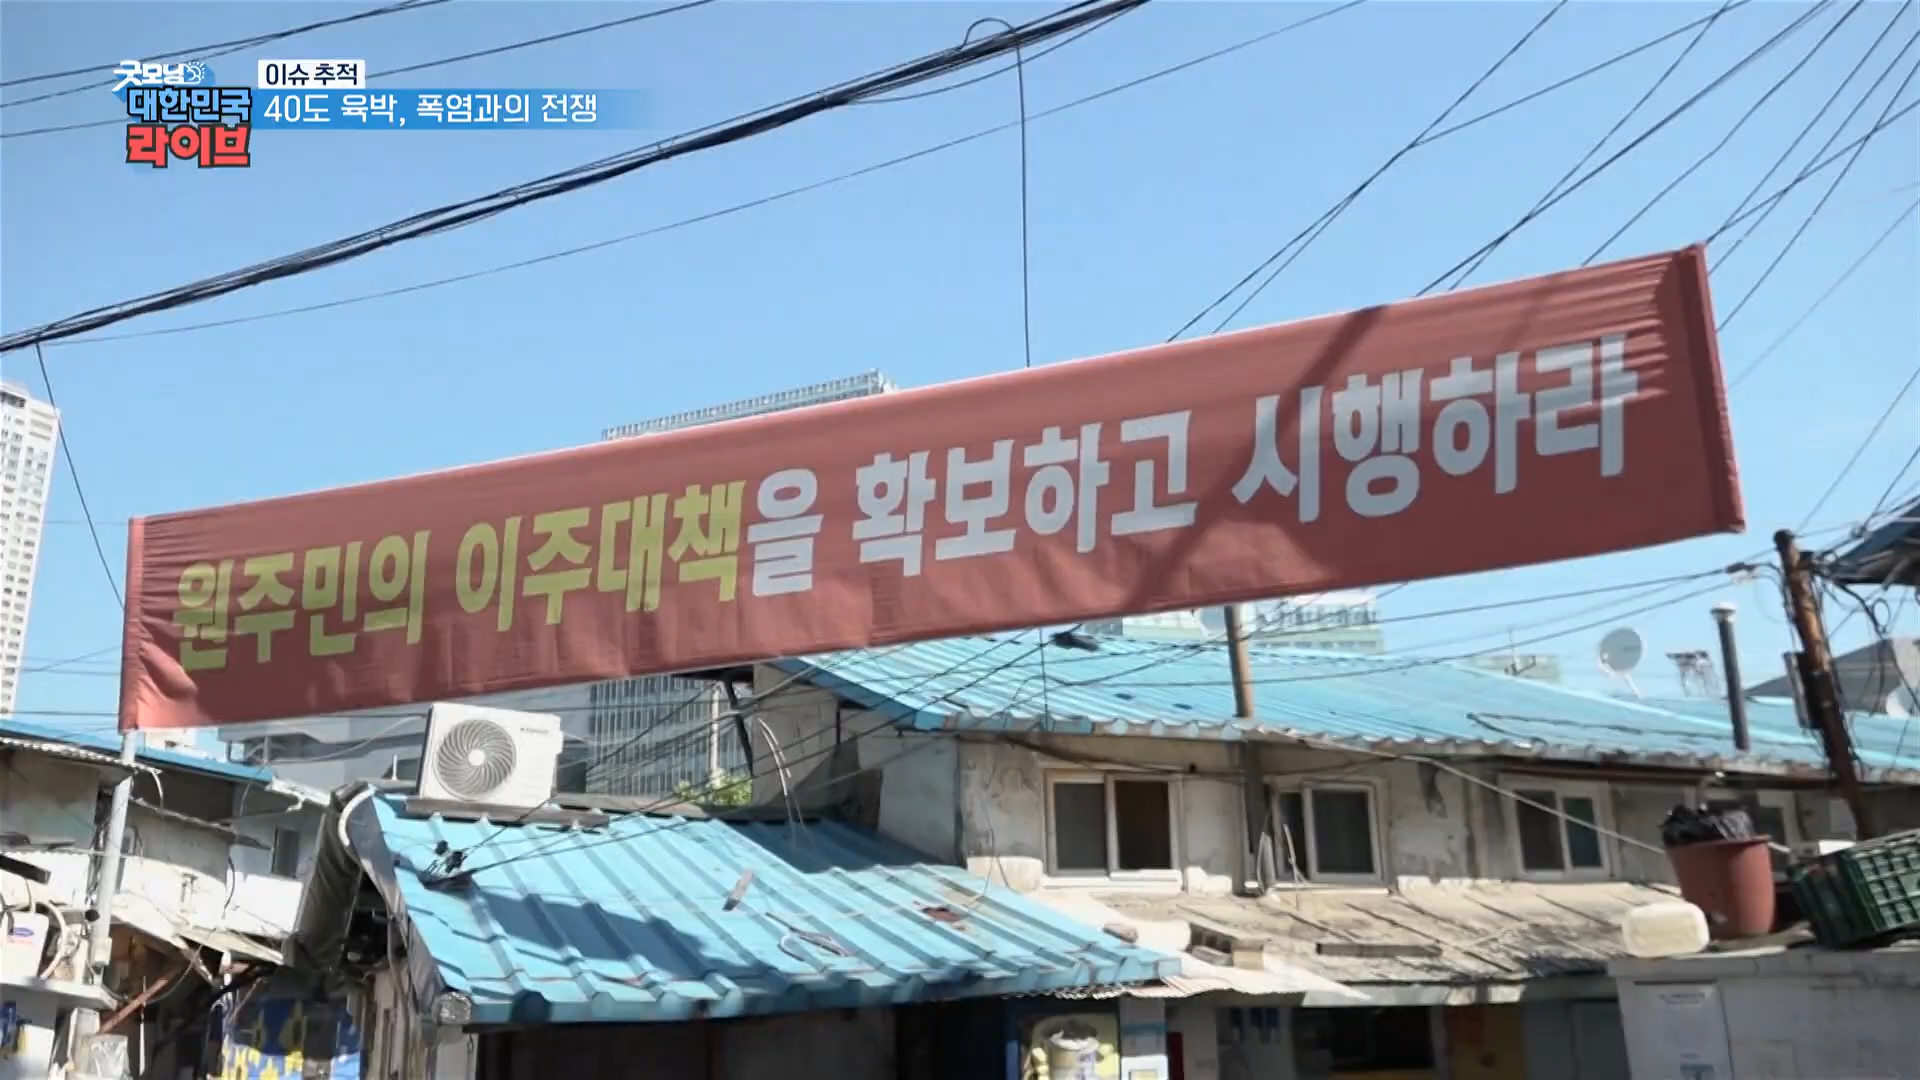 굿모닝
대한민국
라이브
이슈 추적
40도 육박, 폭염과의 전쟁
원주민의 이주대책을 확보하고 시행하라